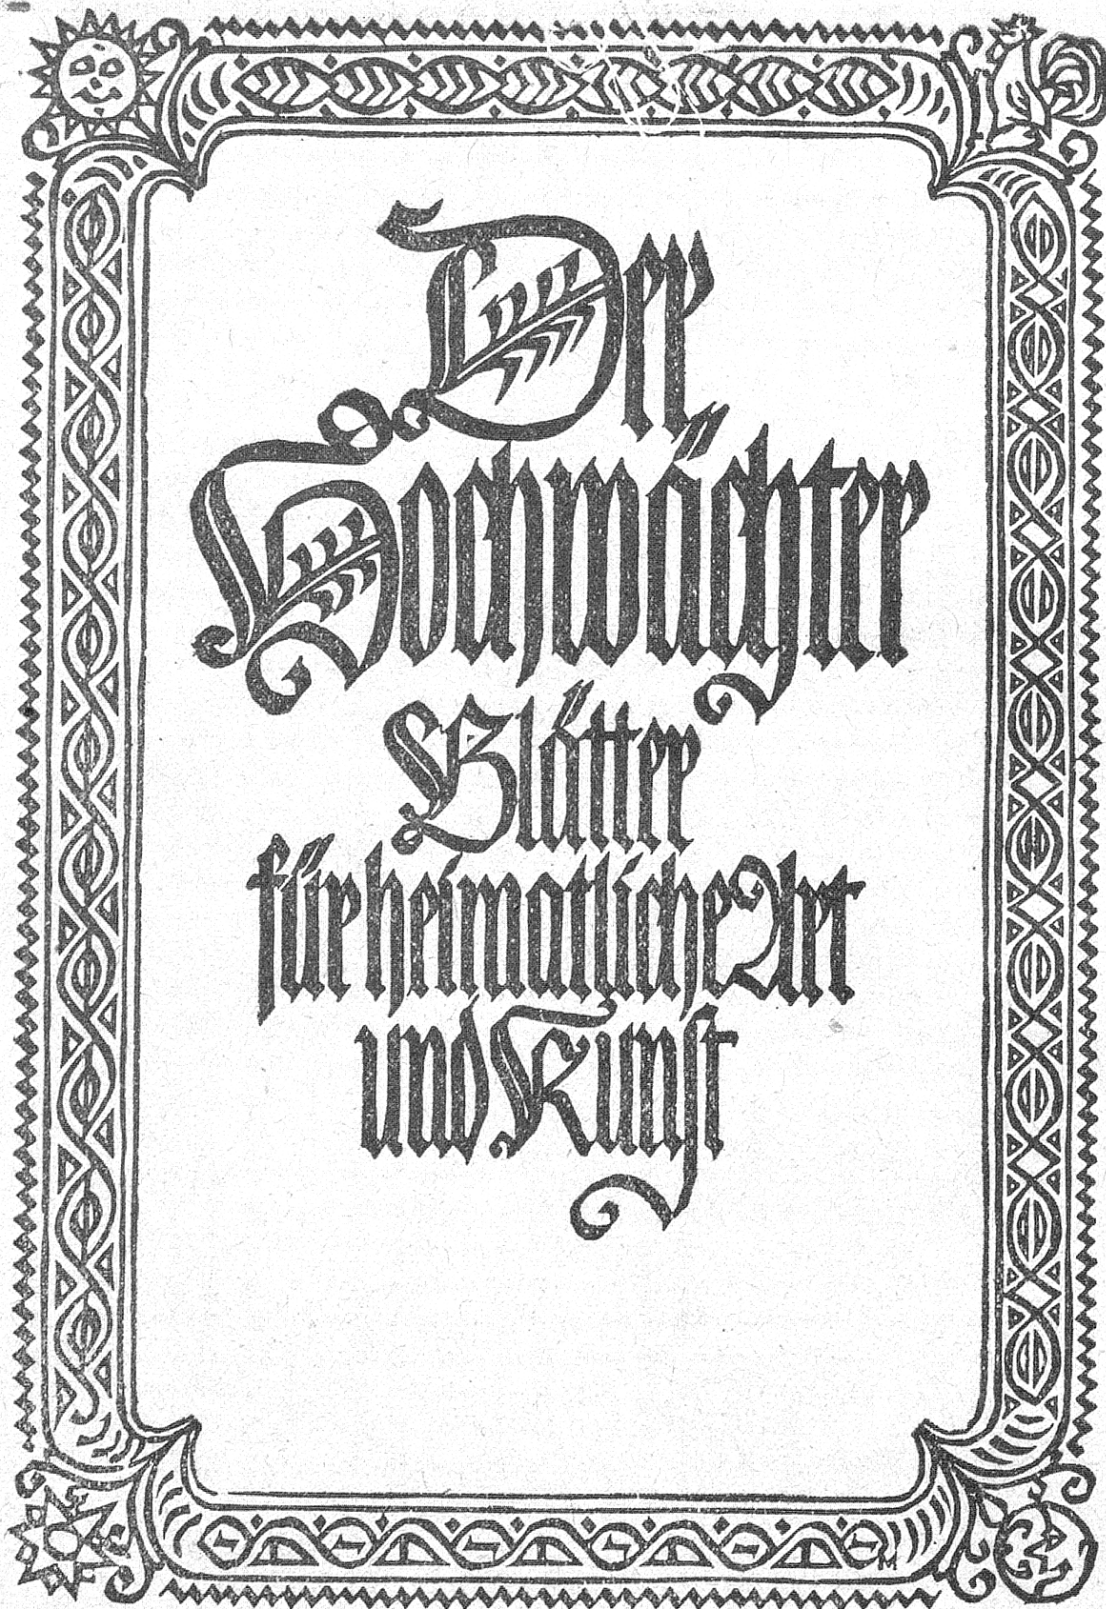 Der
Hochwächter
Blätter
für heimatliche Art
und Kunst
M